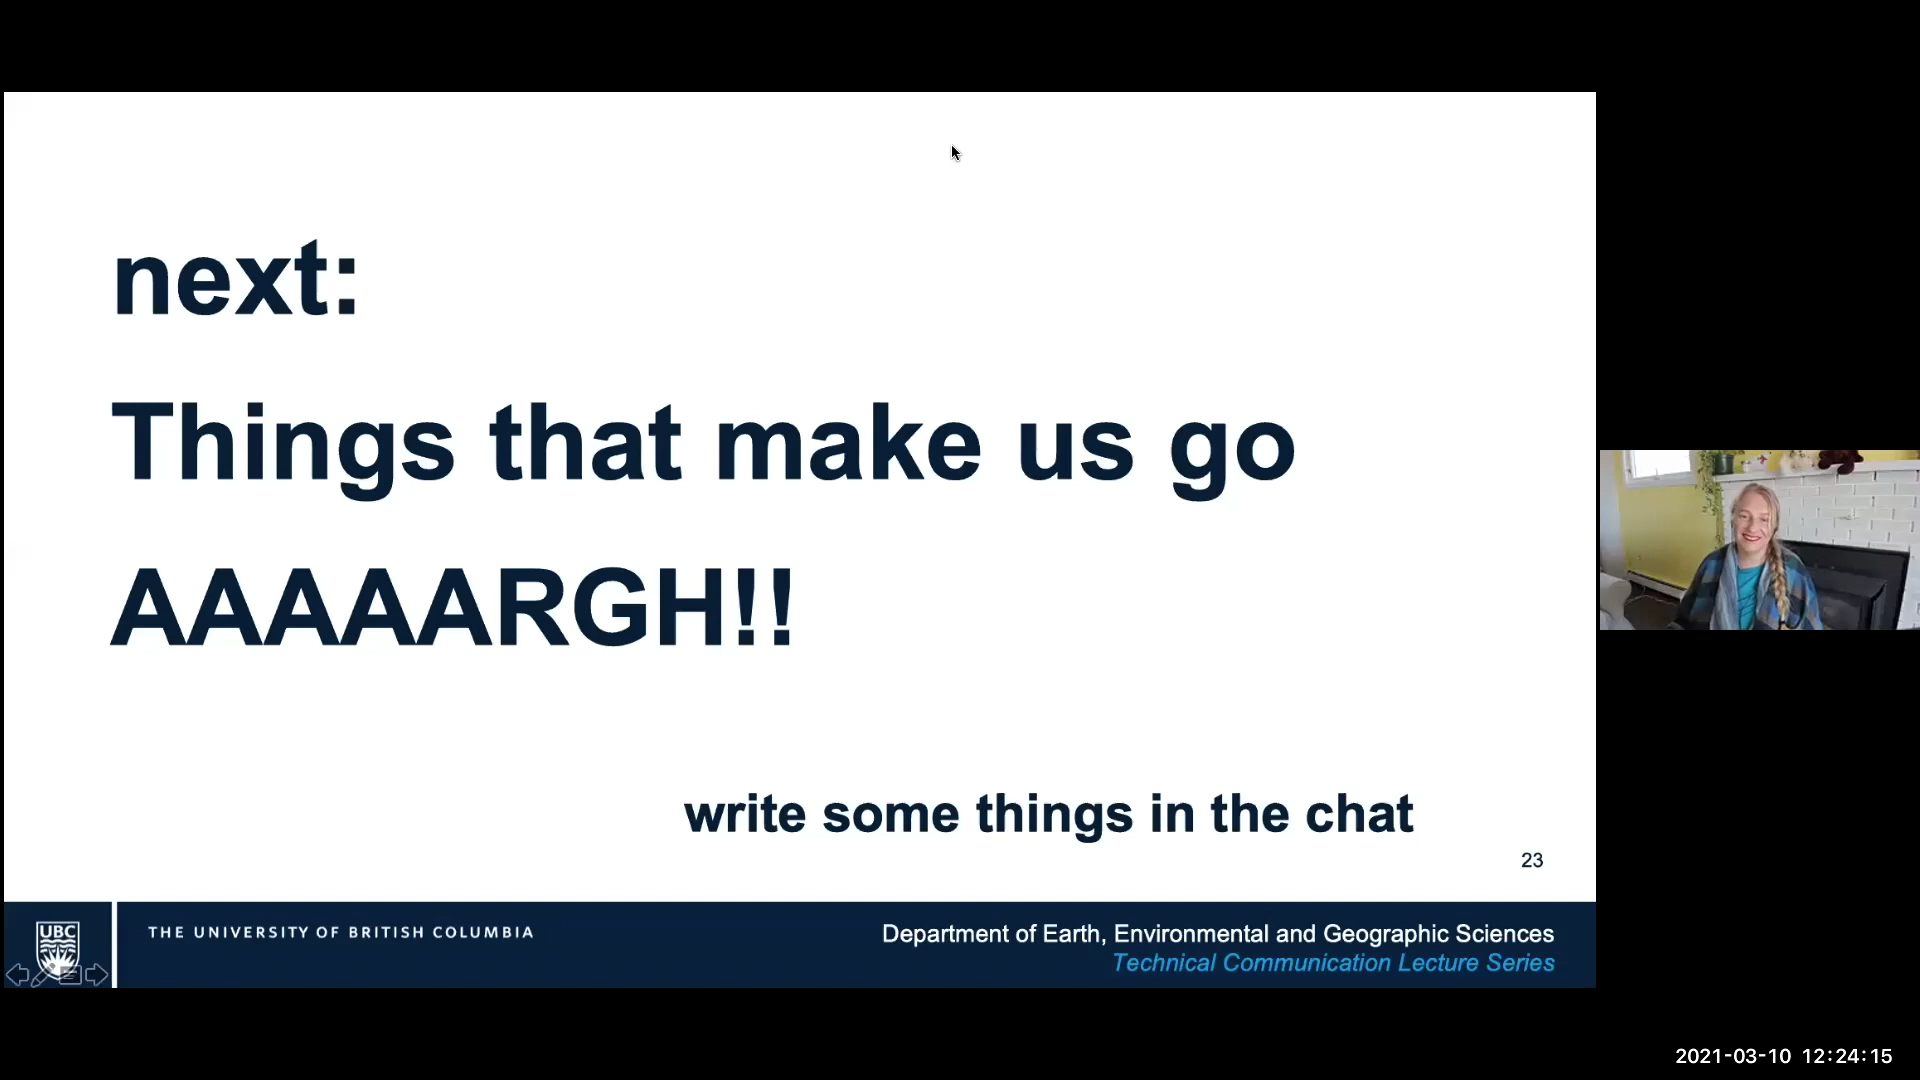 next:
Things that make us go
AAAAARGH!!
write some things in the chat
23
UBC
THE UNIVERSITY OF BRITISH COLUMBIA
Department of Earth, Environmental and Geographic Sciences
Technical Communication Lecture Series
2021-03-10 12:24:15